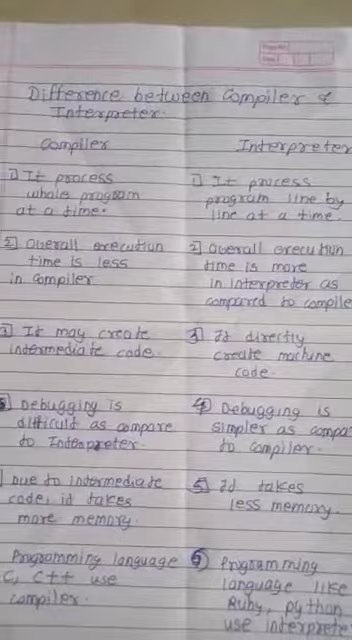 Difference between Compiler &
Interpreter.
Compiler
1) It process
whole program
at a time.
2) Overall execution
time is less
in compiler
3) It may create
intermediate code.
Debugging is
difficult as compare
to Interpreter.
Due to intermediate
code, it takes
more memory.
Programming language
C, C++ use
compiler.
Interpreter
1) It process
program line by
line at a time.
2) Overall execution
time is more
in interpreter as
compared to compile
3) It directly
create machine
code.
4) Debugging is
simpler as compa
to compiler.
5) It takes
less memory.
6) Programming
language like
Ruby, python
use interprete